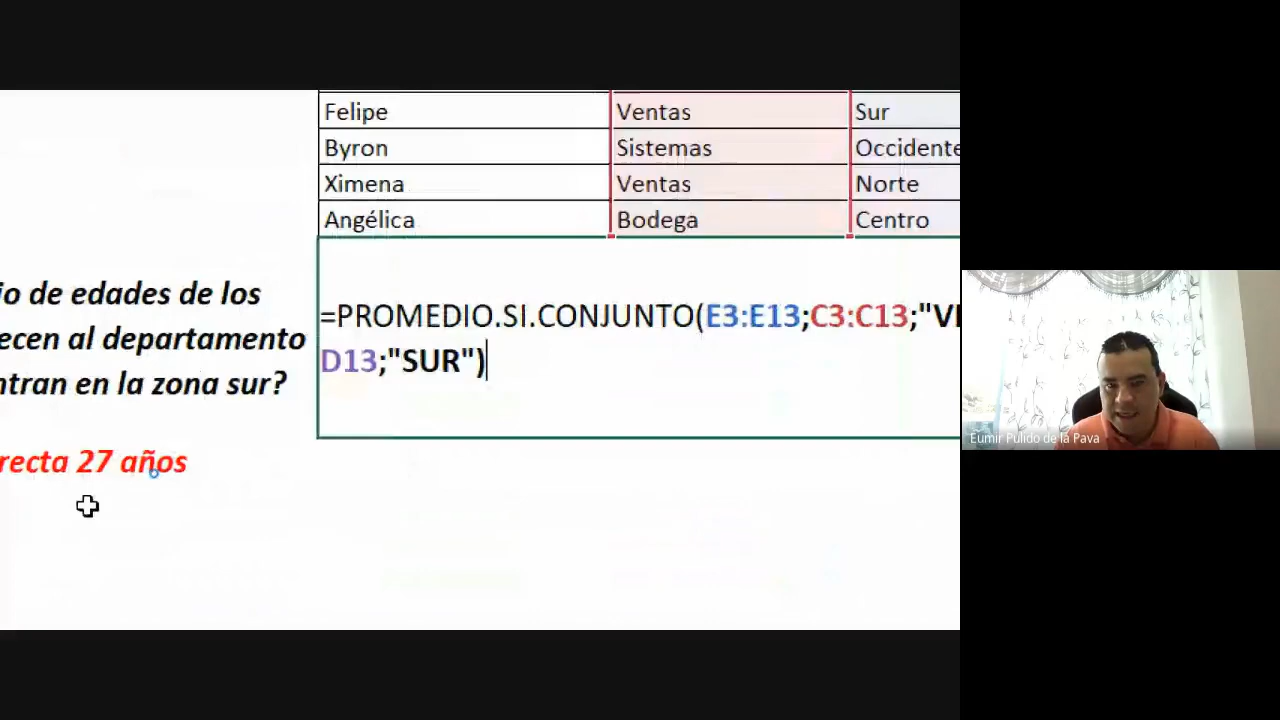 Felipe Ventas Sur
Byron Sistemas Occidente
Ximena Ventas Norte
Angélica Bodega Centro
io de edades de los
ecen al departamento
ntran en la zona sur?
recta 27 años
=PROMEDIO.SI.CONJUNTO(E3:E13;C3:C13;"VE
D13;"SUR")
Eumir Pulido de la Pava